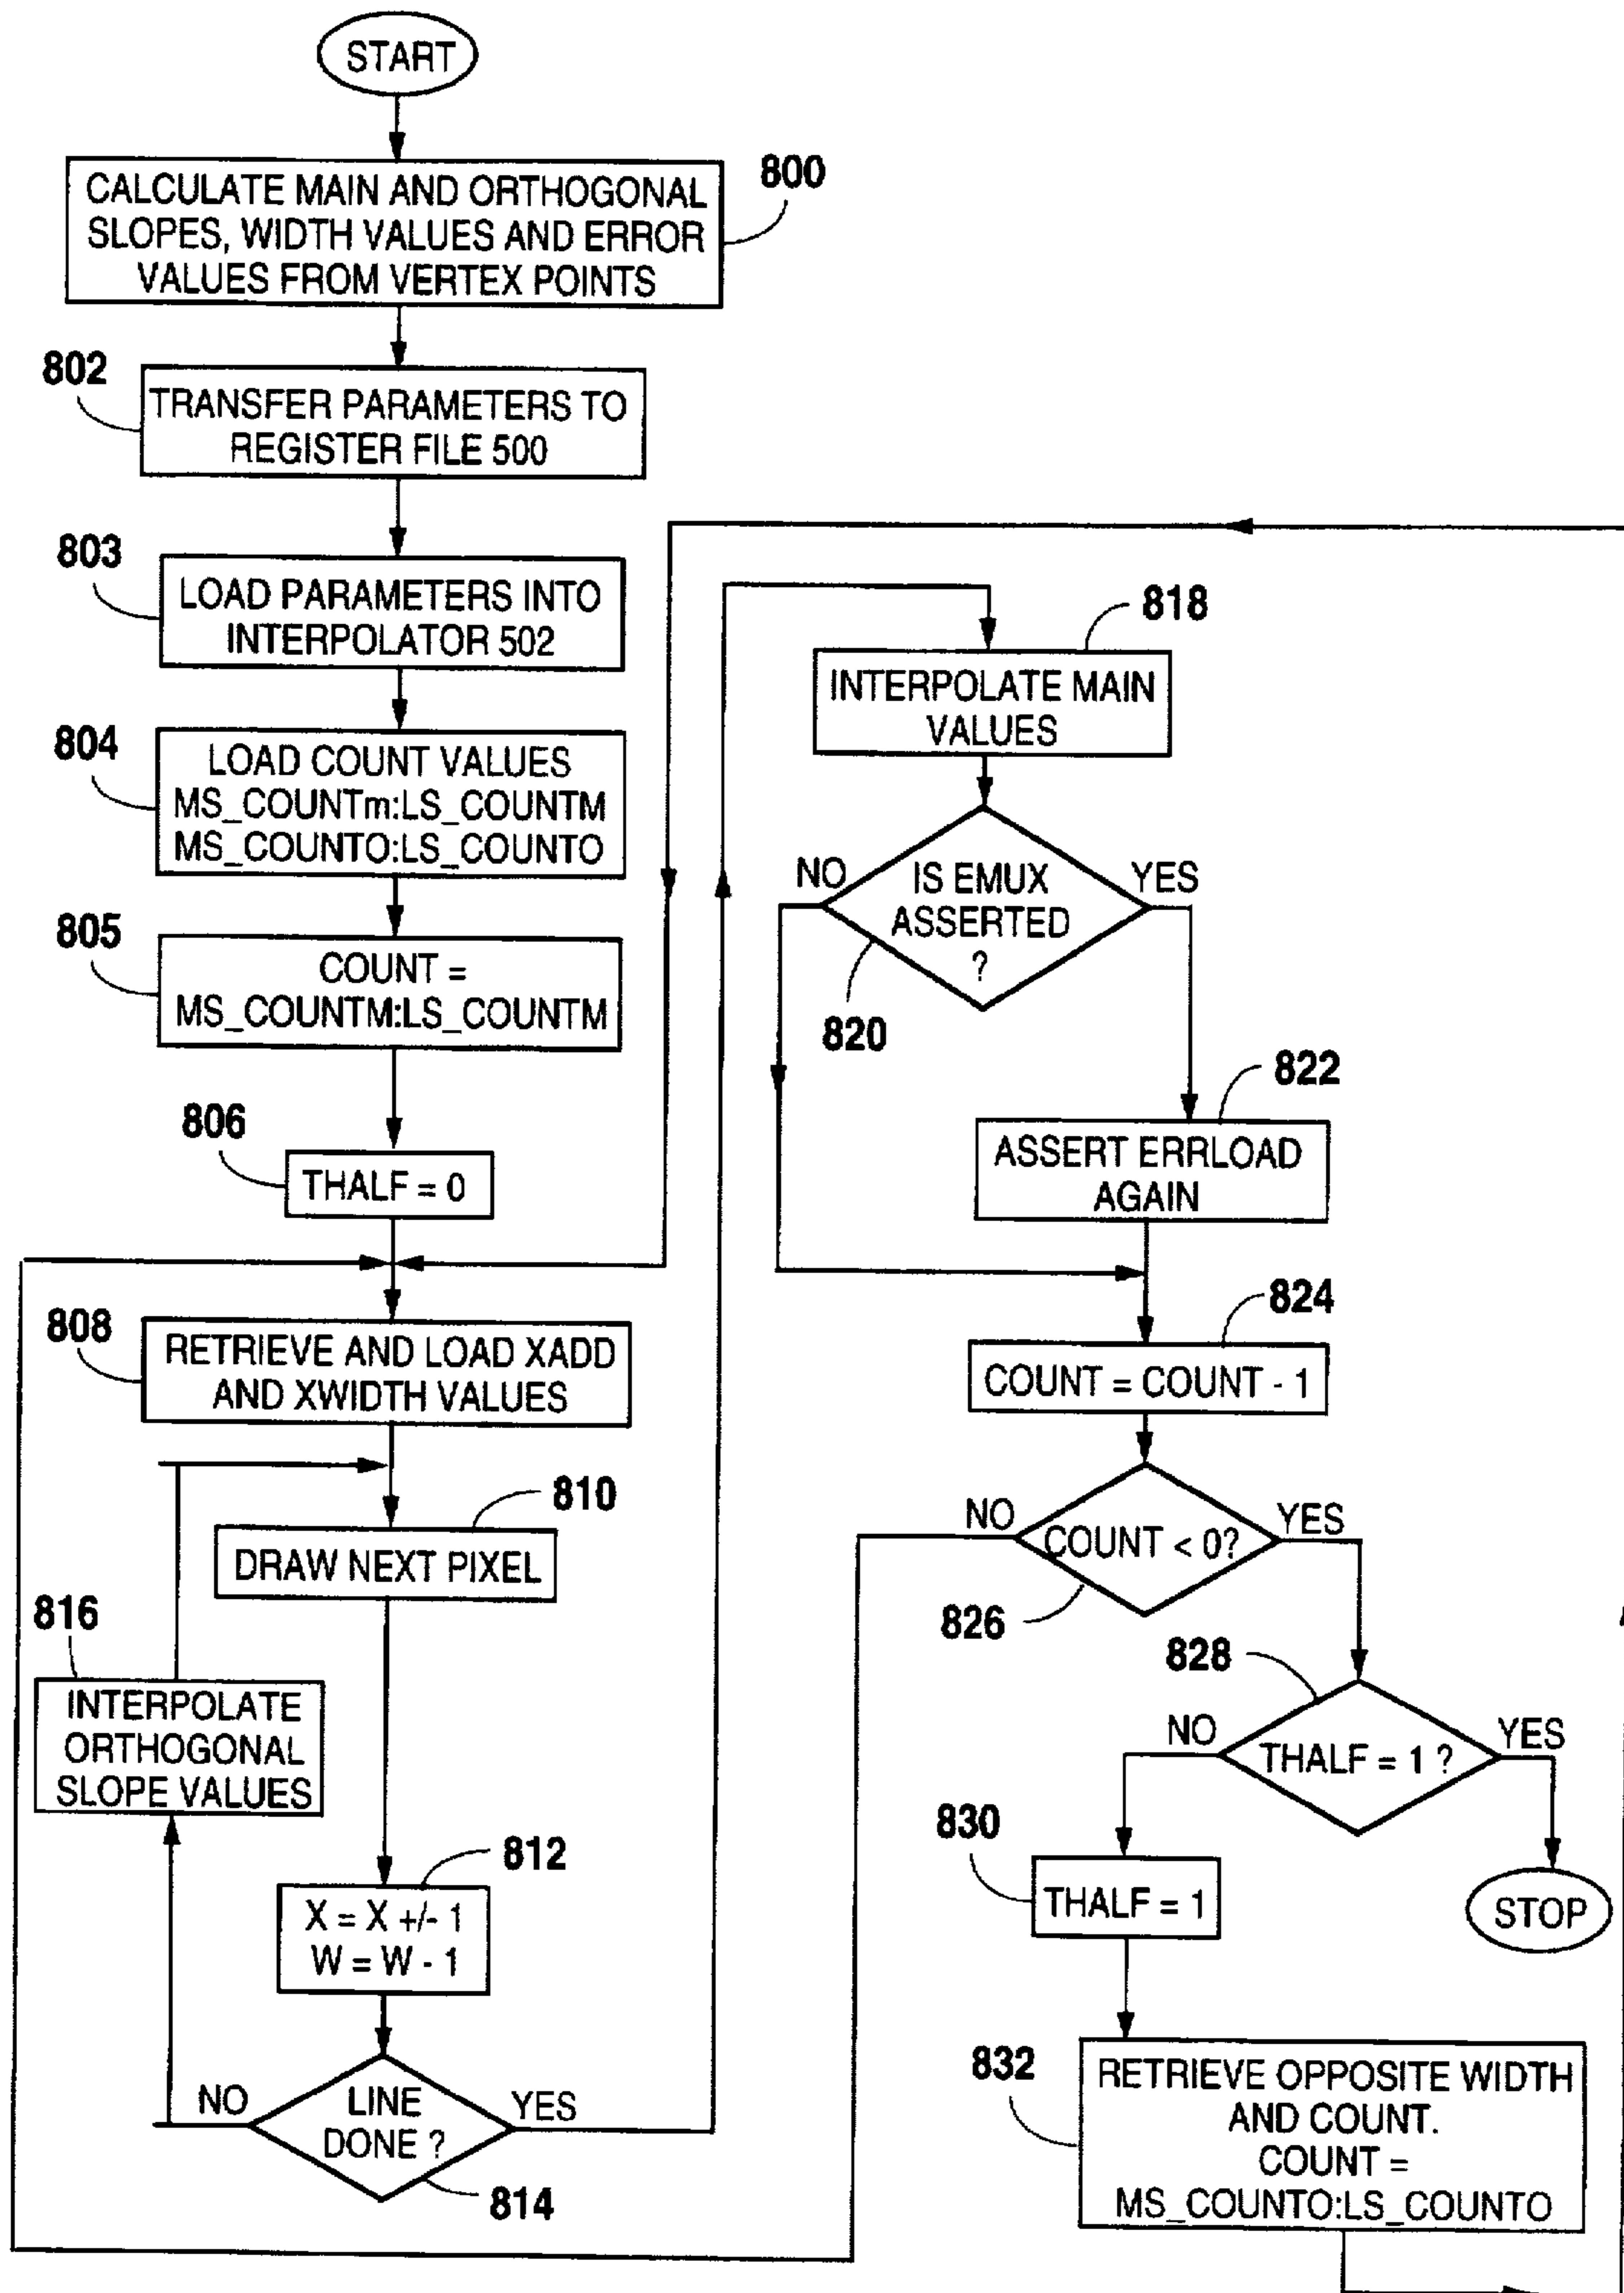 START
800
CALCULATE MAIN AND ORTHOGONAL
SLOPES, WIDTH VALUES AND ERROR
VALUES FROM VERTEX POINTS
802
TRANSFER PARAMETERS TO
REGISTER FILE 500
803
LOAD PARAMETERS INTO
INTERPOLATOR 502
804
LOAD COUNT VALUES
MS_COUNTm:LS_COUNTM
MS_COUNTO:LS_COUNTO
805
COUNT =
MS_COUNTM:LS_COUNTM
806
THALF = 0
808
RETRIEVE AND LOAD XADD
AND XWIDTH VALUES
810
DRAW NEXT PIXEL
816
INTERPOLATE
ORTHOGONAL
SLOPE VALUES
812
X = X +/- 1
W = W - 1
NO
LINE
DONE ?
YES
814
818
INTERPOLATE MAIN
VALUES
NO
IS EMUX
ASSERTED
?
YES
820
822
ASSERT ERRLOAD
AGAIN
824
COUNT = COUNT - 1
NO
COUNT < 0?
YES
826
828
NO
THALF = 1 ?
YES
830
THALF = 1
STOP
832
RETRIEVE OPPOSITE WIDTH
AND COUNT.
COUNT =
MS_COUNTO:LS_COUNTO